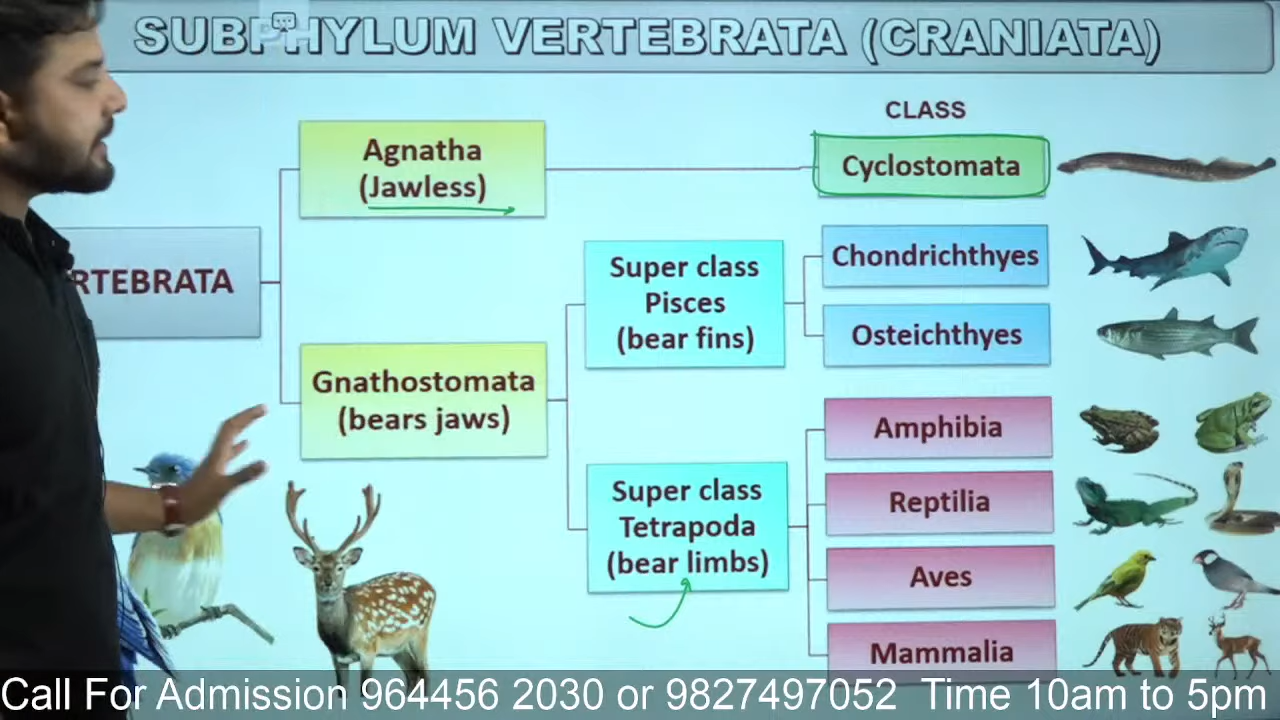 SUBPHYLUM VERTEBRATA (CRANIATA)
CLASS
Agnatha
(Jawless)
Cyclostomata
RTEBRATA
Super class
Pisces
(bear fins)
Chondrichthyes
Osteichthyes
Gnathostomata
(bears jaws)
Super class
Tetrapoda
(bear limbs)
Amphibia
Reptilia
Aves
Mammalia
Call For Admission 964456 2030 or 9827497052 Time 10am to 5pm